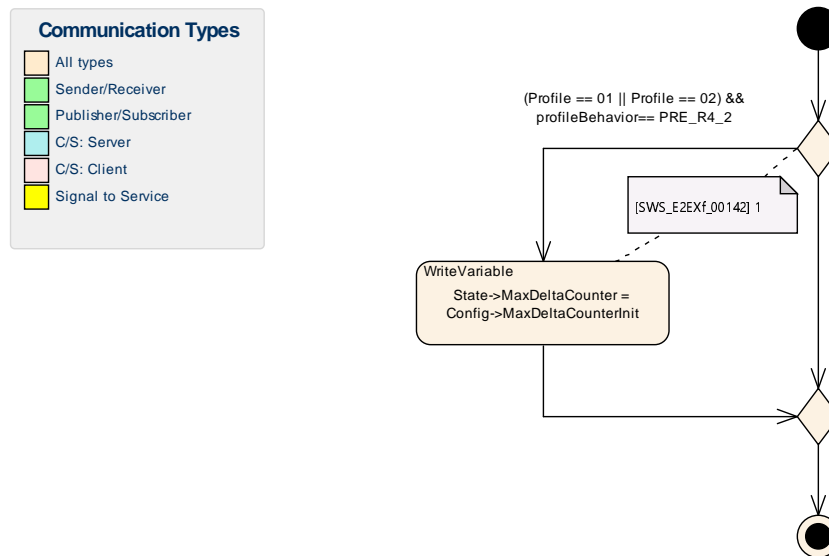 Communication Types
All types
Sender/Receiver
Publisher/Subscriber
C/S: Server
C/S: Client
Signal to Service
(Profile == 01 || Profile == 02) &&
profileBehavior== PRE_R4_2
[SWS_E2EXf_00142] 1
WriteVariable
State->MaxDeltaCounter =
Config->MaxDeltaCounterInit